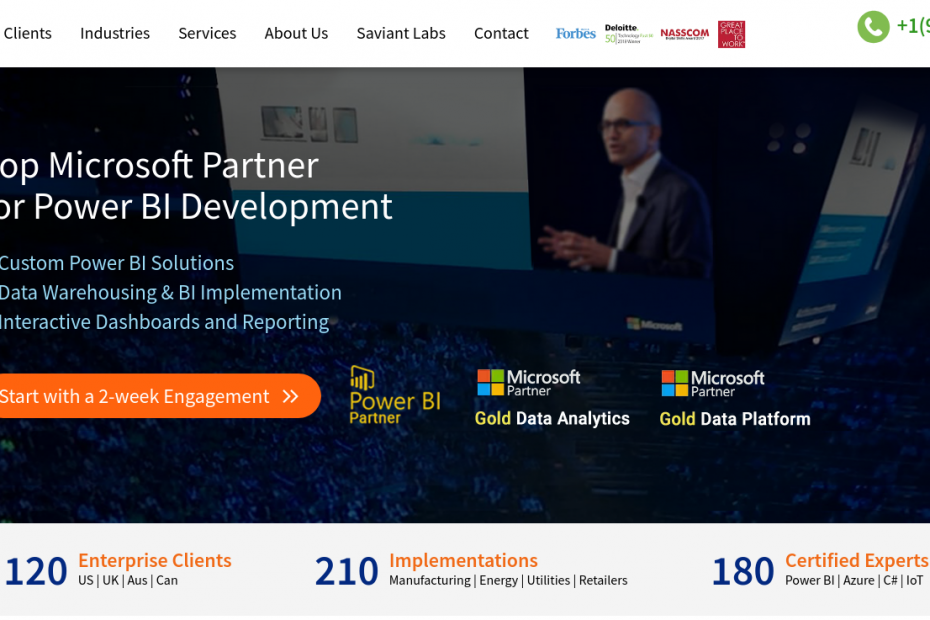 Clients Industries Services About Us Saviant Labs Contact Forbes Deloitte. NASSCOM GREAT PLACE TO WORK +1(9
50
op Microsoft Partner
or Power BI Development
Custom Power BI Solutions
Data Warehousing & BI Implementation
Interactive Dashboards and Reporting
Microsoft
Start with a 2-week Engagement »
Power BI
Partner
Microsoft
Partner
Gold Data Analytics
Microsoft
Partner
Gold Data Platform
120 Enterprise Clients
US | UK | Aus | Can
210 Implementations
Manufacturing | Energy | Utilities | Retailers
180 Certified Experts
Power BI | Azure | C# | IoT